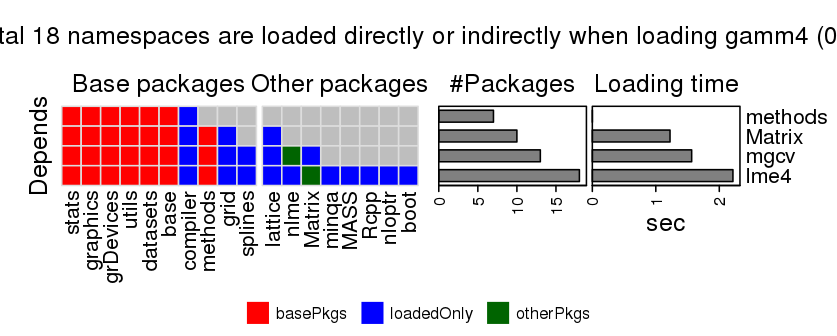 tal 18 namespaces are loaded directly or indirectly when loading gamm4 (0
Base packages Other packages #Packages Loading time
Depends
methods
Matrix
mgcv
lme4
stats graphics grDevices utils datasets base compiler methods grid splines lattice nlme Matrix minqa MASS Rcpp nloptr boot
0 5 10 15
0 1 2
sec
basePkgs loadedOnly otherPkgs